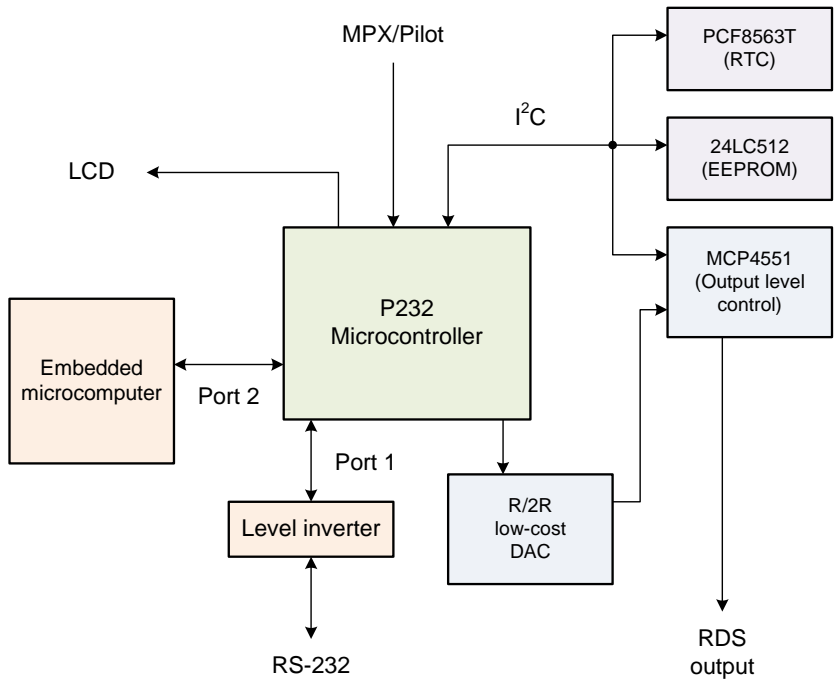 MPX/Pilot
PCF8563T
(RTC)
I²C
24LC512
(EEPROM)
LCD
MCP4551
(Output level
control)
P232
Microcontroller
Embedded
microcomputer
Port 2
Port 1
R/2R
low-cost
DAC
Level inverter
RS-232
RDS
output